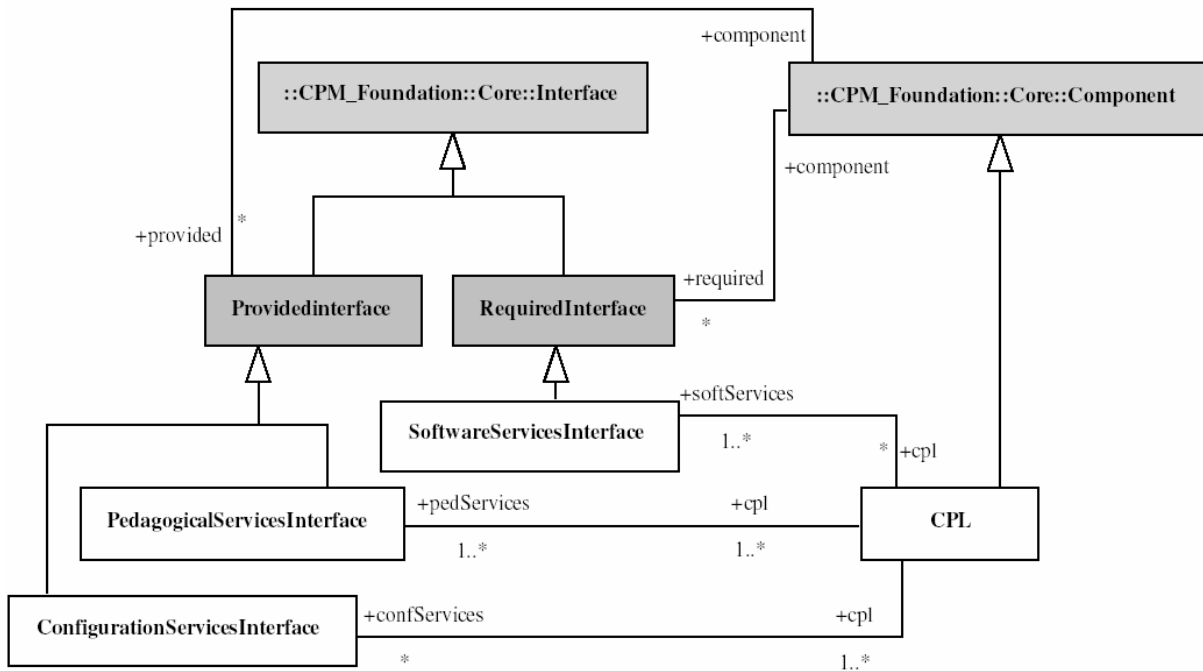 +component
::CPM_Foundation::Core::Interface
::CPM_Foundation::Core::Component
+component
*
+provided
+required
Providedinterface
RequiredInterface
*
+softServices
SoftwareServicesInterface
1..*
*
+cpl
+pedServices
+cpl
PedagogicalServicesInterface
CPL
1..*
1..*
+confServices
+cpl
ConfigurationServicesInterface
*
1..*